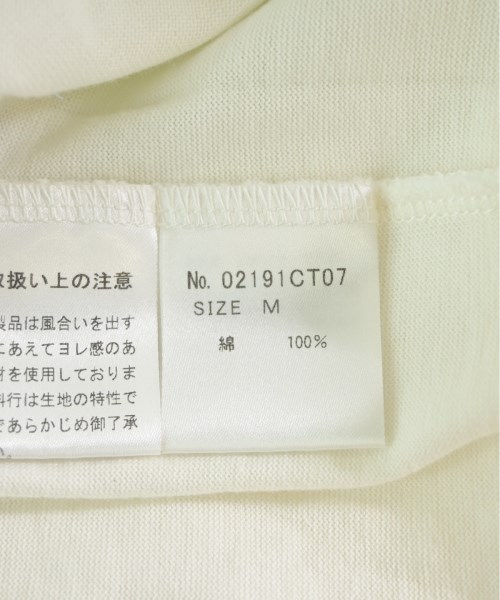 扱い上の注意
製品は風合いを出す
にあえてヨレ感のあ
材を使用しておりま
斜行は生地の特性で
であらかじめ御了承
No. 02191CT07
SIZE M
綿 100%